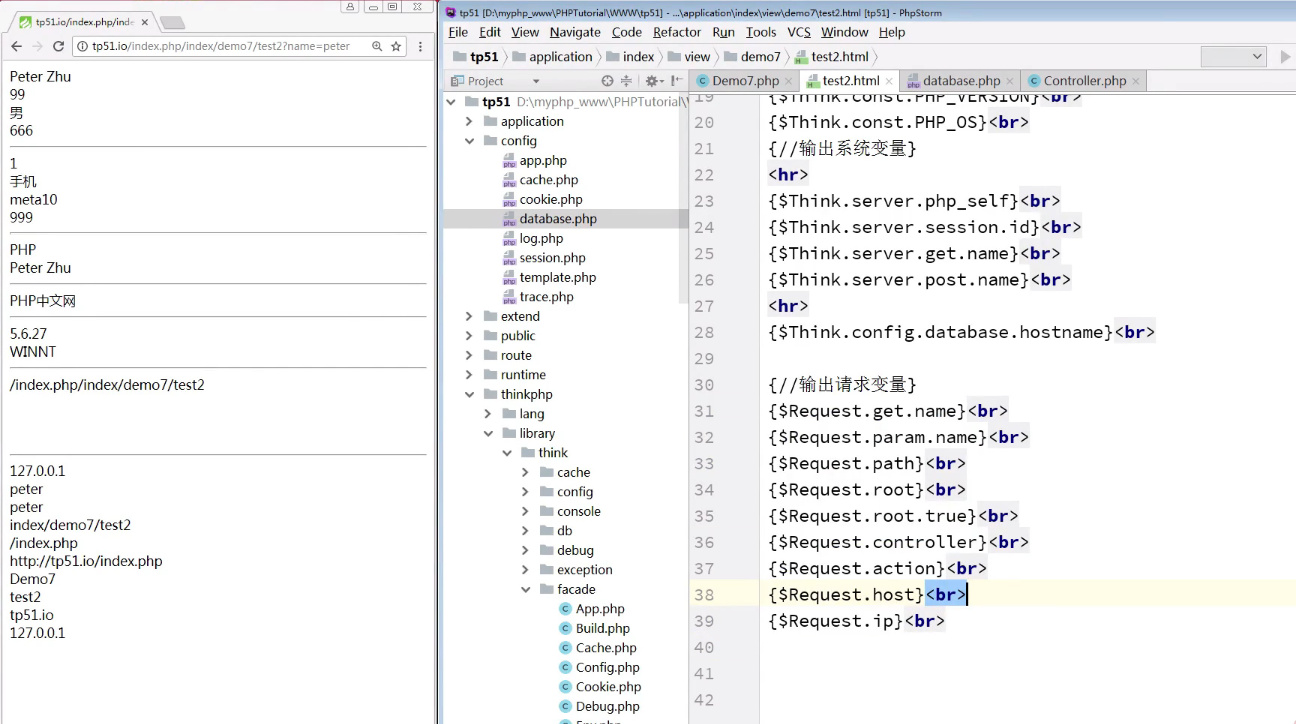 tp51.io/index.php/inde
tp51.io/index.php/index/demo7/test2?name=peter
Peter Zhu
99
男
666
1
手机
meta10
999
PHP
Peter Zhu
PHP中文网
5.6.27
WINNT
/index.php/index/demo7/test2
127.0.0.1
peter
peter
index/demo7/test2
/index.php
http://tp51.io/index.php
Demo7
test2
tp51.io
127.0.0.1
tp51 [D:\myphp_www\PHPTutorial\WWW\tp51] - ...\application\index\view\demo7\test2.html [tp51] - PhpStorm
File Edit View Navigate Code Refactor Run Tools VCS Window Help
tp51 application index view demo7 test2.html
Project
tp51 D:\myphp_www\PHPTutorial\
application
config
app.php
cache.php
cookie.php
database.php
log.php
session.php
template.php
trace.php
extend
public
route
runtime
thinkphp
lang
library
think
cache
config
console
db
debug
exception
facade
App.php
Build.php
Cache.php
Config.php
Cookie.php
Debug.php
Demo7.php test2.html database.php Controller.php
19 {$Think.const.PHP_VERSION}<br>
20 {$Think.const.PHP_OS}<br>
21 {//输出系统变量}
22 <hr>
23 {$Think.server.php_self}<br>
24 {$Think.server.session.id}<br>
25 {$Think.server.get.name}<br>
26 {$Think.server.post.name}<br>
27 <hr>
28 {$Think.config.database.hostname}<br>
29
30 {//输出请求变量}
31 {$Request.get.name}<br>
32 {$Request.param.name}<br>
33 {$Request.path}<br>
34 {$Request.root}<br>
35 {$Request.root.true}<br>
36 {$Request.controller}<br>
37 {$Request.action}<br>
38 {$Request.host}<br>
39 {$Request.ip}<br>
40
41
42